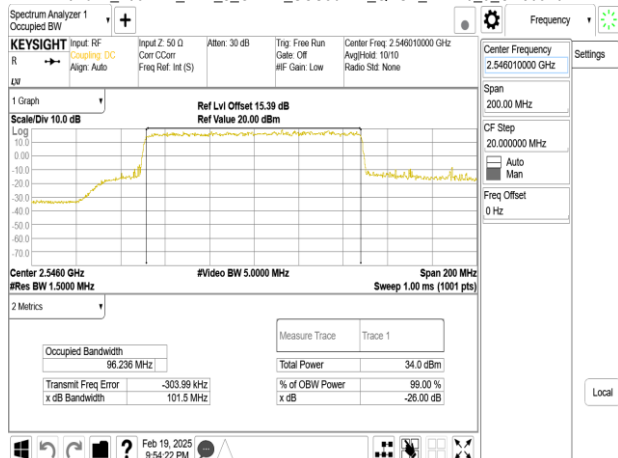 Spectrum Analyzer 1
Occupied BW
Frequency
KEYSIGHT
R
Input: RF
Coupling: DC
Align: Auto
Input Z: 50 Ω
Corr CCorr
Freq Ref: Int (S)
Atten: 30 dB
Trig: Free Run
Gate: Off
#IF Gain: Low
Center Freq: 2.546010000 GHz
Avg|Hold: 10/10
Radio Std: None
Center Frequency
2.546010000 GHz
Settings
Span
200.00 MHz
CF Step
20.000000 MHz
Auto
Man
Freq Offset
0 Hz
1 Graph
Scale/Div 10.0 dB
Ref Lvl Offset 15.39 dB
Ref Value 20.00 dBm
Log
10.0
0.00
-10.0
-20.0
-30.0
-40.0
-50.0
-60.0
-70.0
Center 2.5460 GHz
#Video BW 5.0000 MHz
Span 200 MHz
#Res BW 1.5000 MHz
Sweep 1.00 ms (1001 pts)
2 Metrics
Measure Trace
Trace 1
Occupied Bandwidth
96.236 MHz
Total Power
34.0 dBm
Transmit Freq Error
-303.99 kHz
% of OBW Power
99.00 %
x dB Bandwidth
101.5 MHz
x dB
-26.00 dB
Local
Feb 19, 2025
9:54:22 PM